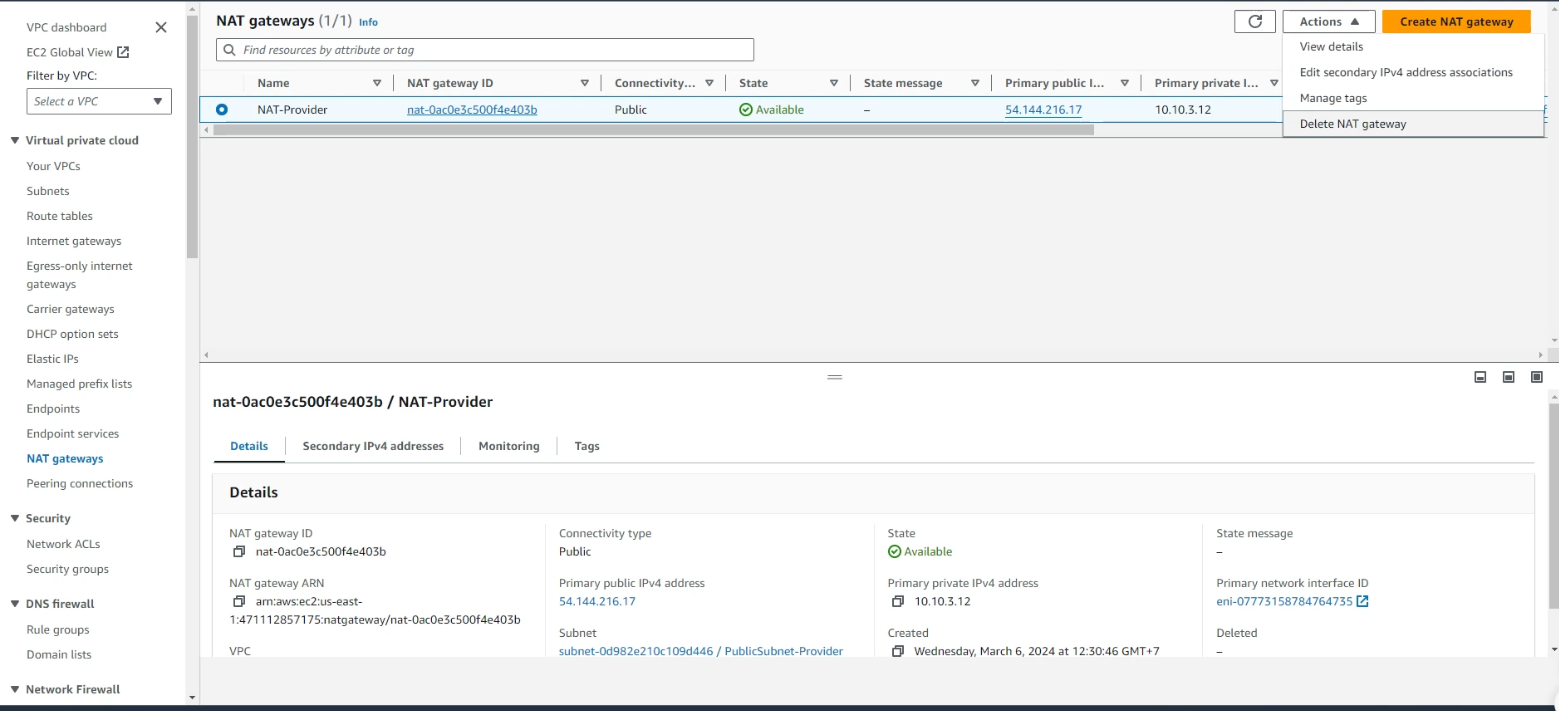 VPC dashboard
EC2 Global View
Filter by VPC:
Select a VPC
Virtual private cloud
Your VPCs
Subnets
Route tables
Internet gateways
Egress-only internet
gateways
Carrier gateways
DHCP option sets
Elastic IPs
Managed prefix lists
Endpoints
Endpoint services
NAT gateways
Peering connections
Security
Network ACLs
Security groups
DNS firewall
Rule groups
Domain lists
Network Firewall
NAT gateways (1/1) Info
Actions
Create NAT gateway
Find resources by attribute or tag
View details
Edit secondary IPv4 address associations
Manage tags
Delete NAT gateway
Name NAT gateway ID Connectivity... State State message Primary public I... Primary private I...
NAT-Provider nat-0ac0e3c500f4e403b Public Available – 54.144.216.17 10.10.3.12
nat-0ac0e3c500f4e403b / NAT-Provider
Details Secondary IPv4 addresses Monitoring Tags
Details
NAT gateway ID
nat-0ac0e3c500f4e403b
NAT gateway ARN
arn:aws:ec2:us-east-
1:471112857175:natgateway/nat-0ac0e3c500f4e403b
VPC
Connectivity type
Public
Primary public IPv4 address
54.144.216.17
Subnet
subnet-0d982e210c109d446 / PublicSubnet-Provider
State
Available
Primary private IPv4 address
10.10.3.12
Created
Wednesday, March 6, 2024 at 12:30:46 GMT+7
State message
–
Primary network interface ID
eni-07773158784764735
Deleted
–